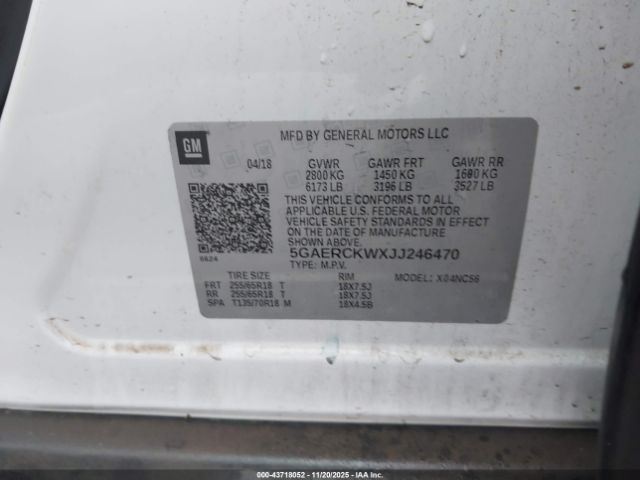 GM
MFD BY GENERAL MOTORS LLC
04/18 GVWR GAWR FRT GAWR RR
2800 KG 1450 KG 1600 KG
6173 LB 3196 LB 3527 LB
THIS VEHICLE CONFORMS TO ALL
APPLICABLE U.S. FEDERAL MOTOR
VEHICLE SAFETY STANDARDS IN EFFECT
ON THE DATE OF MANUFACTURE
SHOWN ABOVE.
5GAERCKWXJJ246470
6624 TYPE: M.P.V.
TIRE SIZE RIM MODEL: X04NC56
FRT 255/65R18 T 18X7.5J
RR 255/65R18 T 18X7.5J
SPA T135/70R18 M 18X4.5B
000-43718052 - 11/20/2025 - IAAI.com